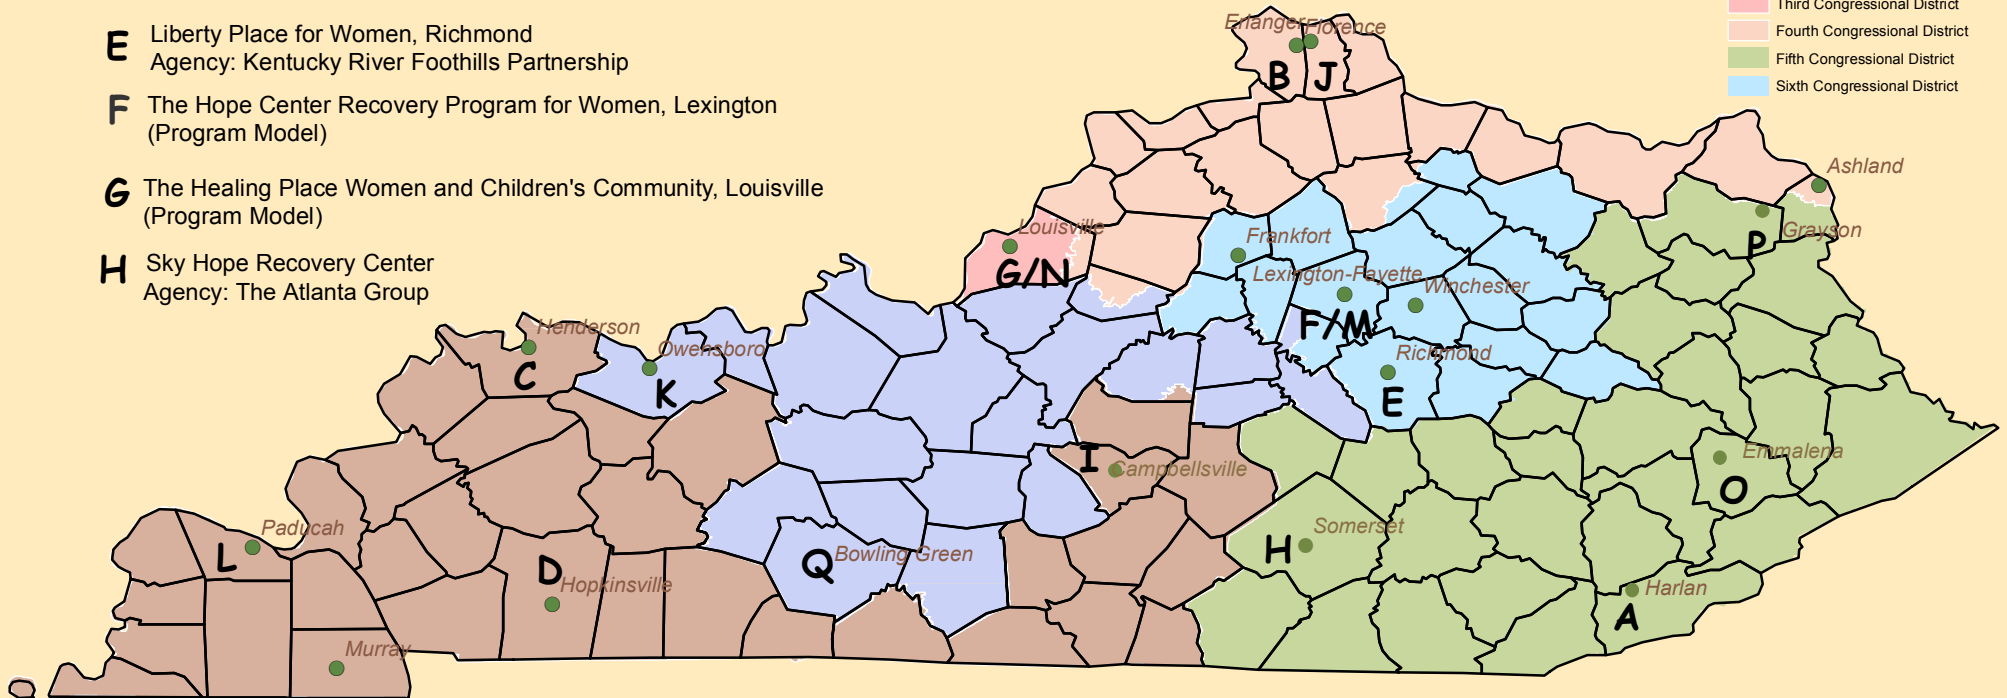 E Liberty Place for Women, Richmond
Agency: Kentucky River Foothills Partnership
F The Hope Center Recovery Program for Women, Lexington
(Program Model)
G The Healing Place Women and Children's Community, Louisville
(Program Model)
H Sky Hope Recovery Center
Agency: The Atlanta Group
Third Congressional District
Fourth Congressional District
Fifth Congressional District
Sixth Congressional District
Erlanger
Florence
B
J
Ashland
Louisville
G/N
Frankfort
Grayson
P
Lexington-Fayette
Winchester
F/M
Henderson
C
Owensboro
K
Richmond
E
I
Campbellsville
Emmalena
O
Paducah
L
Somerset
H
D
Hopkinsville
Q
Bowling Green
Harlan
A
Murray